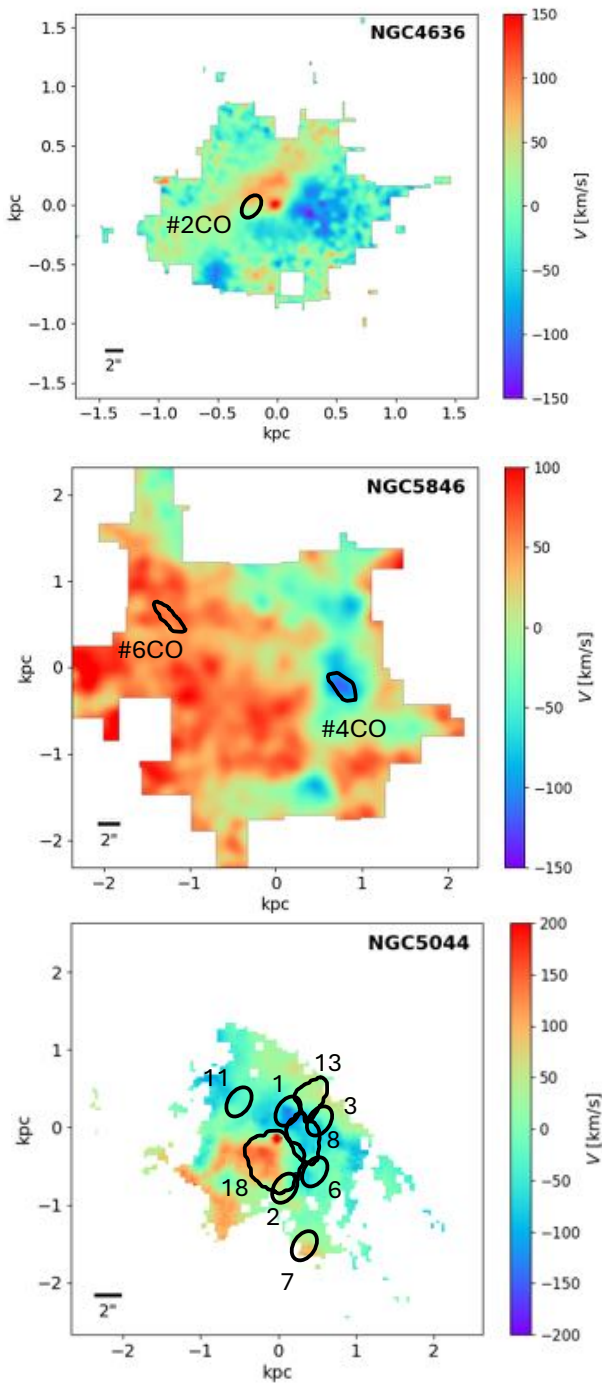 NGC4636
1.5
1.0
0.5
0.0
−0.5
−1.0
−1.5
kpc
#2CO
2"
−1.5 −1.0 −0.5 0.0 0.5 1.0 1.5
kpc
150
100
50
0
−50
−100
−150
V [km/s]
NGC5846
2
1
0
−1
−2
kpc
#6CO
#4CO
2"
−2 −1 0 1 2
kpc
100
50
0
−50
−100
−150
V [km/s]
NGC5044
2
1
0
−1
−2
kpc
13
11 1 3
8
18 6
2
7
2"
−2 −1 0 1 2
kpc
200
150
100
50
0
−50
−100
−150
−200
V [km/s]